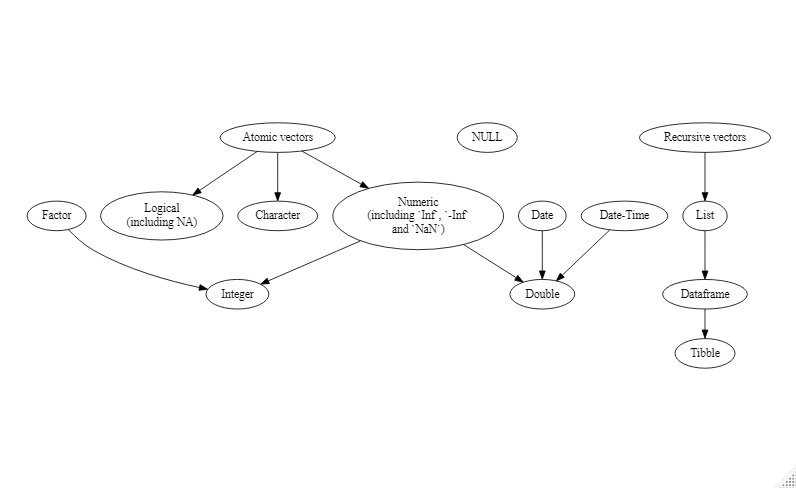 Atomic vectors
NULL
Recursive vectors
Factor
Logical
(including NA)
Character
Numeric
(including `Inf`, `-Inf`
and `NaN`)
Date
Date-Time
List
Integer
Double
Dataframe
Tibble